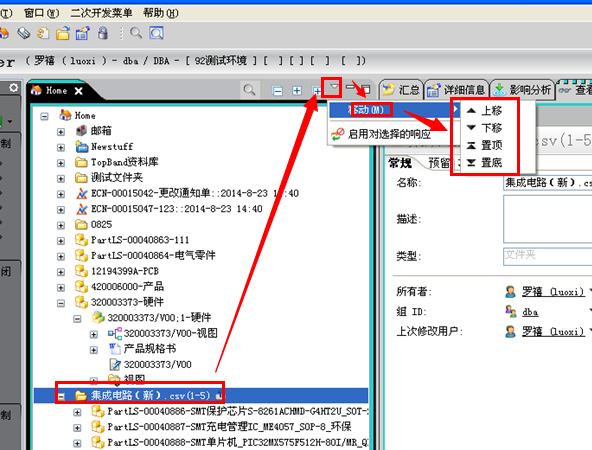 (T) 窗口(W) 二次开发菜单 帮助(H)
er (罗禧 (luoxi) - dba / DBA - [ 92测试环境 ] [ ] [ ] [ ] [ ])
Home
汇总 详细信息 影响分析 查看
移动(M)
启用对选择的响应
上移
下移
置顶
置底
sv(1-5)
制
闭
制
Home
邮箱
Newstuff
TopBand资料库
测试文件夹
ECN-00015042-更改通知单::2014-8-23 1:40
ECN-00015047-123::2014-8-23 14:40
0825
PartLS-00040863-111
PartLS-00040864-电气零件
12194399A-PCB
420006000-产品
320003373-硬件
320003373/V00;1-硬件
320003373/V00-视图
产品规格书
320003373/V00
视图
集成电路(新).csv(1-5)
PartLS-00040886-SMT保护芯片S-8261ACHMD-G4HT2U_SOT-2
PartLS-00040887-SMT充电管理IC_ME4057_SOP-8_环保
PartLS-00040888-SMT单片机_PIC32MX575F512H-80I/MR_Q
常规 预留
名称: 集成电路(新).cs
描述:
类型: 文件夹
所有者: 罗禧 (luoxi)
组 ID: dba
上次修改用户: 罗禧 (luoxi)